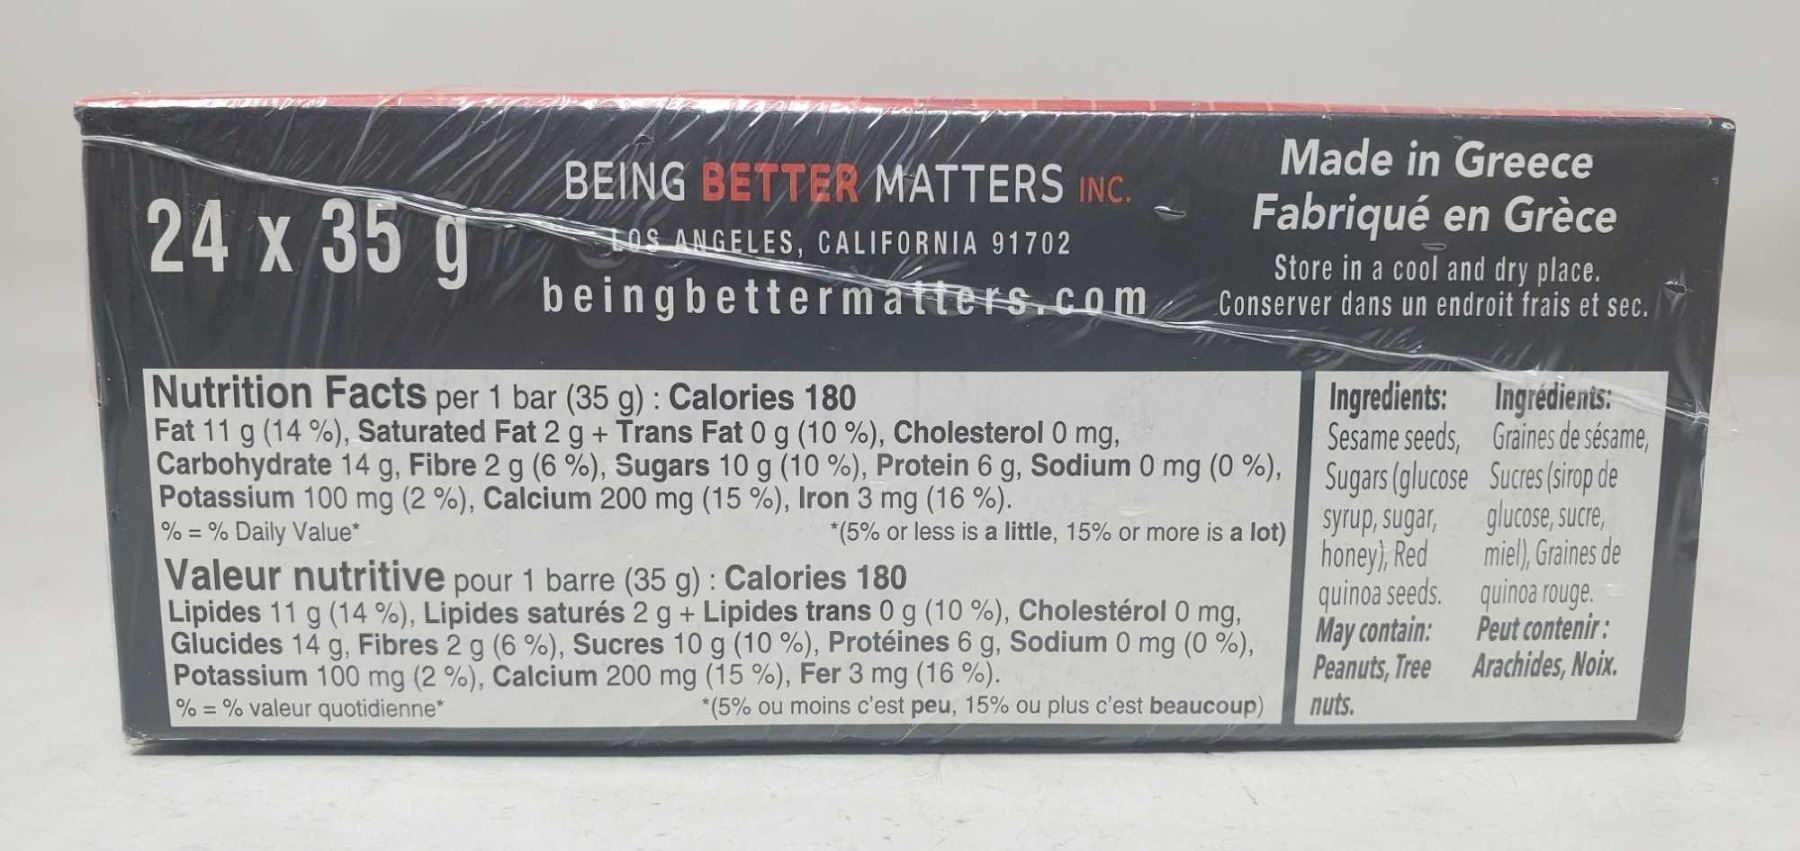 24 x 35 g
BEING BETTER MATTERS INC.
LOS ANGELES, CALIFORNIA 91702
beingbettermatters.com
Made in Greece
Fabriqué en Grèce
Store in a cool and dry place.
Conserver dans un endroit frais et sec.
Nutrition Facts per 1 bar (35 g) : Calories 180
Fat 11 g (14 %), Saturated Fat 2 g + Trans Fat 0 g (10 %), Cholesterol 0 mg,
Carbohydrate 14 g, Fibre 2 g (6 %), Sugars 10 g (10 %), Protein 6 g, Sodium 0 mg (0 %),
Potassium 100 mg (2 %), Calcium 200 mg (15 %), Iron 3 mg (16 %).
% = % Daily Value* *(5% or less is a little, 15% or more is a lot)
Valeur nutritive pour 1 barre (35 g) : Calories 180
Lipides 11 g (14 %), Lipides saturés 2 g + Lipides trans 0 g (10 %), Cholestérol 0 mg,
Glucides 14 g, Fibres 2 g (6 %), Sucres 10 g (10 %), Protéines 6 g, Sodium 0 mg (0 %),
Potassium 100 mg (2 %), Calcium 200 mg (15 %), Fer 3 mg (16 %).
% = % valeur quotidienne* *(5% ou moins c'est peu, 15% ou plus c'est beaucoup)
Ingredients:
Sesame seeds,
Sugars (glucose
syrup, sugar,
honey), Red
quinoa seeds.
May contain:
Peanuts, Tree
nuts.
Ingrédients:
Graines de sésame,
Sucres (sirop de
glucose, sucre,
miel), Graines de
quinoa rouge.
Peut contenir :
Arachides, Noix.